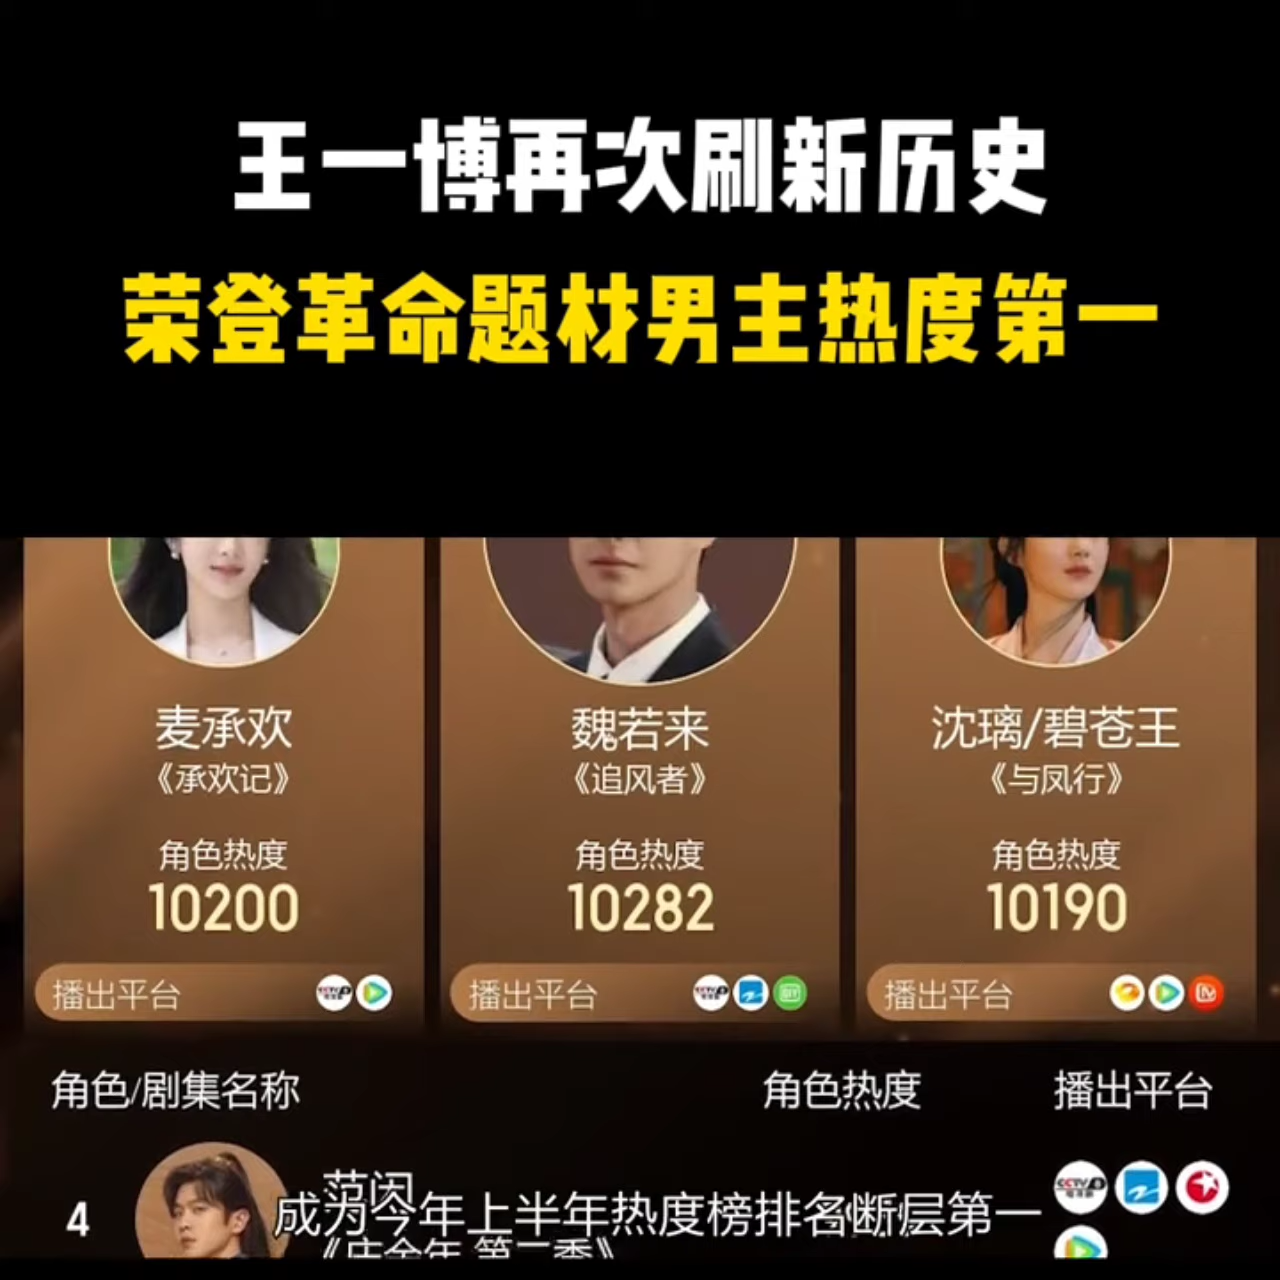 王一博再次刷新历史
荣登革命题材男主热度第一
麦承欢
《承欢记》
角色热度
10200
播出平台
魏若来
《追风者》
角色热度
10282
播出平台
沈璃/碧苍王
《与凤行》
角色热度
10190
播出平台
角色/剧集名称 角色热度 播出平台
4
范闲
成为今年上半年热度榜排名断层第一